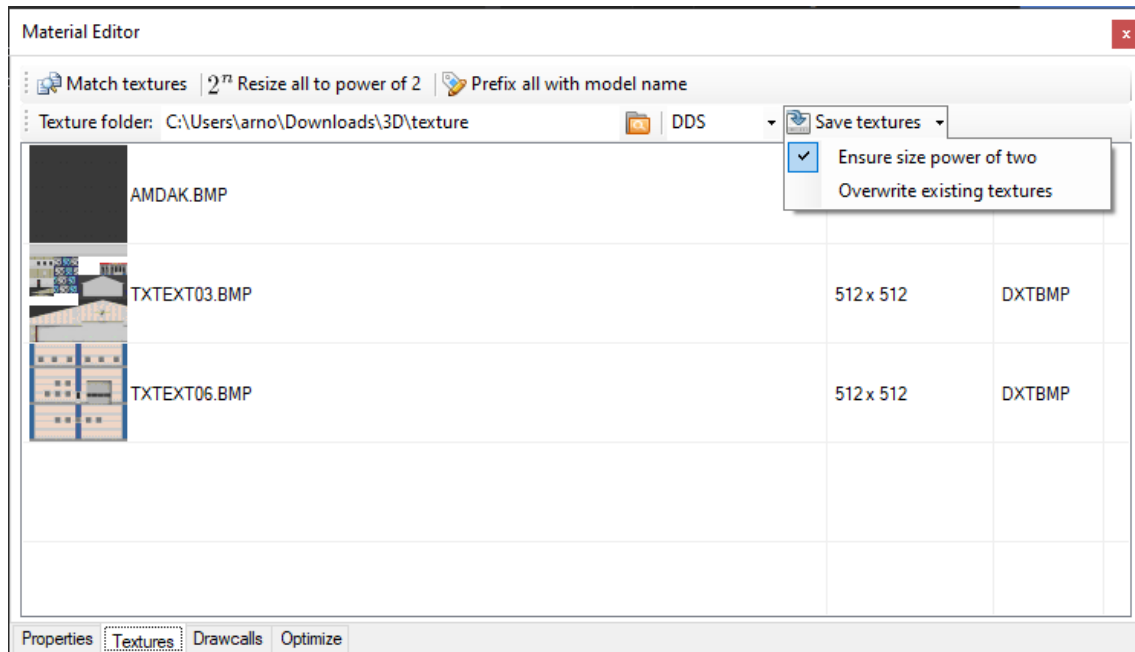 Material Editor
x
Match textures 2ⁿ Resize all to power of 2 Prefix all with model name
Texture folder: C:\Users\arno\Downloads\3D\texture DDS Save textures
Ensure size power of two
Overwrite existing textures
AMDAK.BMP
TXTEXT03.BMP 512 x 512 DXTBMP
TXTEXT06.BMP 512 x 512 DXTBMP
Properties Textures Drawcalls Optimize